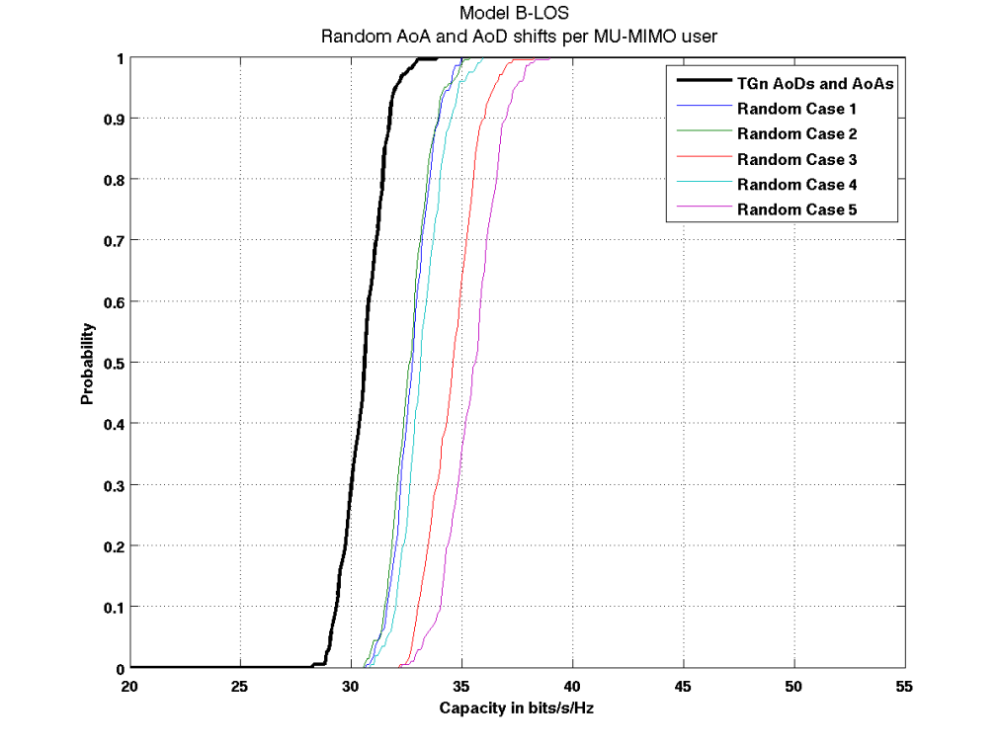 Model B-LOS
Random AoA and AoD shifts per MU-MIMO user
1
0.9
0.8
0.7
0.6
0.5
0.4
0.3
0.2
0.1
0
Probability
TGn AoDs and AoAs
Random Case 1
Random Case 2
Random Case 3
Random Case 4
Random Case 5
20 25 30 35 40 45 50 55
Capacity in bits/s/Hz